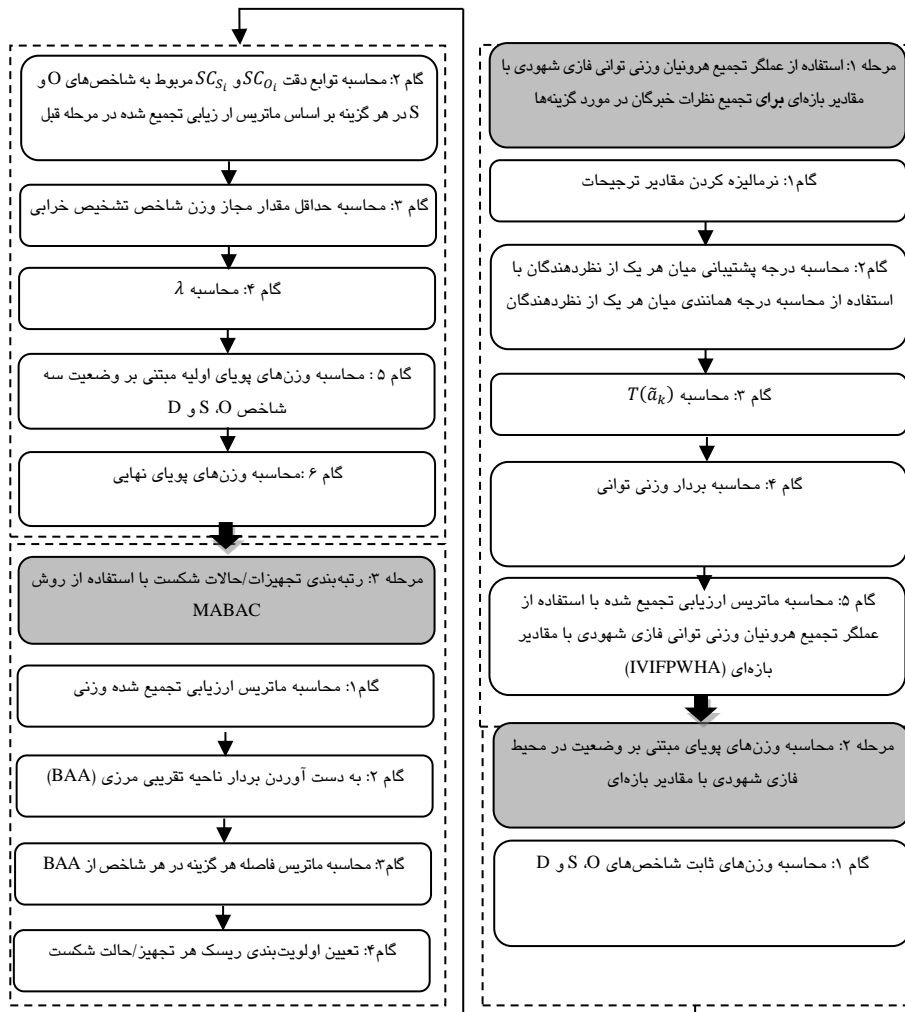 مرحله ۱: استفاده از عملگر تجمیع هرونیان وزنی توانی فازی شهودی با
مقادیر بازه‌ای برای تجمیع نظرات خبرگان در مورد گزینه‌ها
گام۱: نرمالیزه کردن مقادیر ترجیحات
گام۲: محاسبه درجه پشتیبانی میان هر یک از نظردهندگان با
استفاده از محاسبه درجه همانندی میان هر یک از نظردهندگان
گام ۳: محاسبه $T(\tilde{a}_k)$
گام ۴: محاسبه بردار وزنی توانی
گام ۵: محاسبه ماتریس ارزیابی تجمیع شده با استفاده از
عملگر تجمیع هرونیان وزنی توانی فازی شهودی با مقادیر
بازه‌ای (IVIFPWHA)
مرحله ۲: محاسبه وزن‌های پویای مبتنی بر وضعیت در محیط
فازی شهودی با مقادیر بازه‌ای
گام ۱: محاسبه وزن‌های ثابت شاخص‌های S ،O و D
گام ۲: محاسبه توابع دقت $SC_{O_i}$ و $SC_{S_i}$ مربوط به شاخص‌های O و
S در هر گزینه بر اساس ماتریس ار زیابی تجمیع شده در مرحله قبل
گام ۳: محاسبه حداقل مقدار مجاز وزن شاخص تشخیص خرابی
گام ۴: محاسبه λ
گام ۵ : محاسبه وزن‌های پویای اولیه مبتنی بر وضعیت سه
شاخص S ،O و D
گام ۶ :محاسبه وزن‌های پویای نهایی
مرحله ۳: رتبه‌بندی تجهیزات/حالات شکست با استفاده از روش
MABAC
گام۱: محاسبه ماتریس ارزیابی تجمیع شده وزنی
گام ۲: به دست آوردن بردار ناحیه تقریبی مرزی (BAA)
گام۳: محاسبه ماتریس فاصله هر گزینه در هر شاخص از BAA
گام۴: تعیین اولویت‌بندی ریسک هر تجهیز/حالت شکست